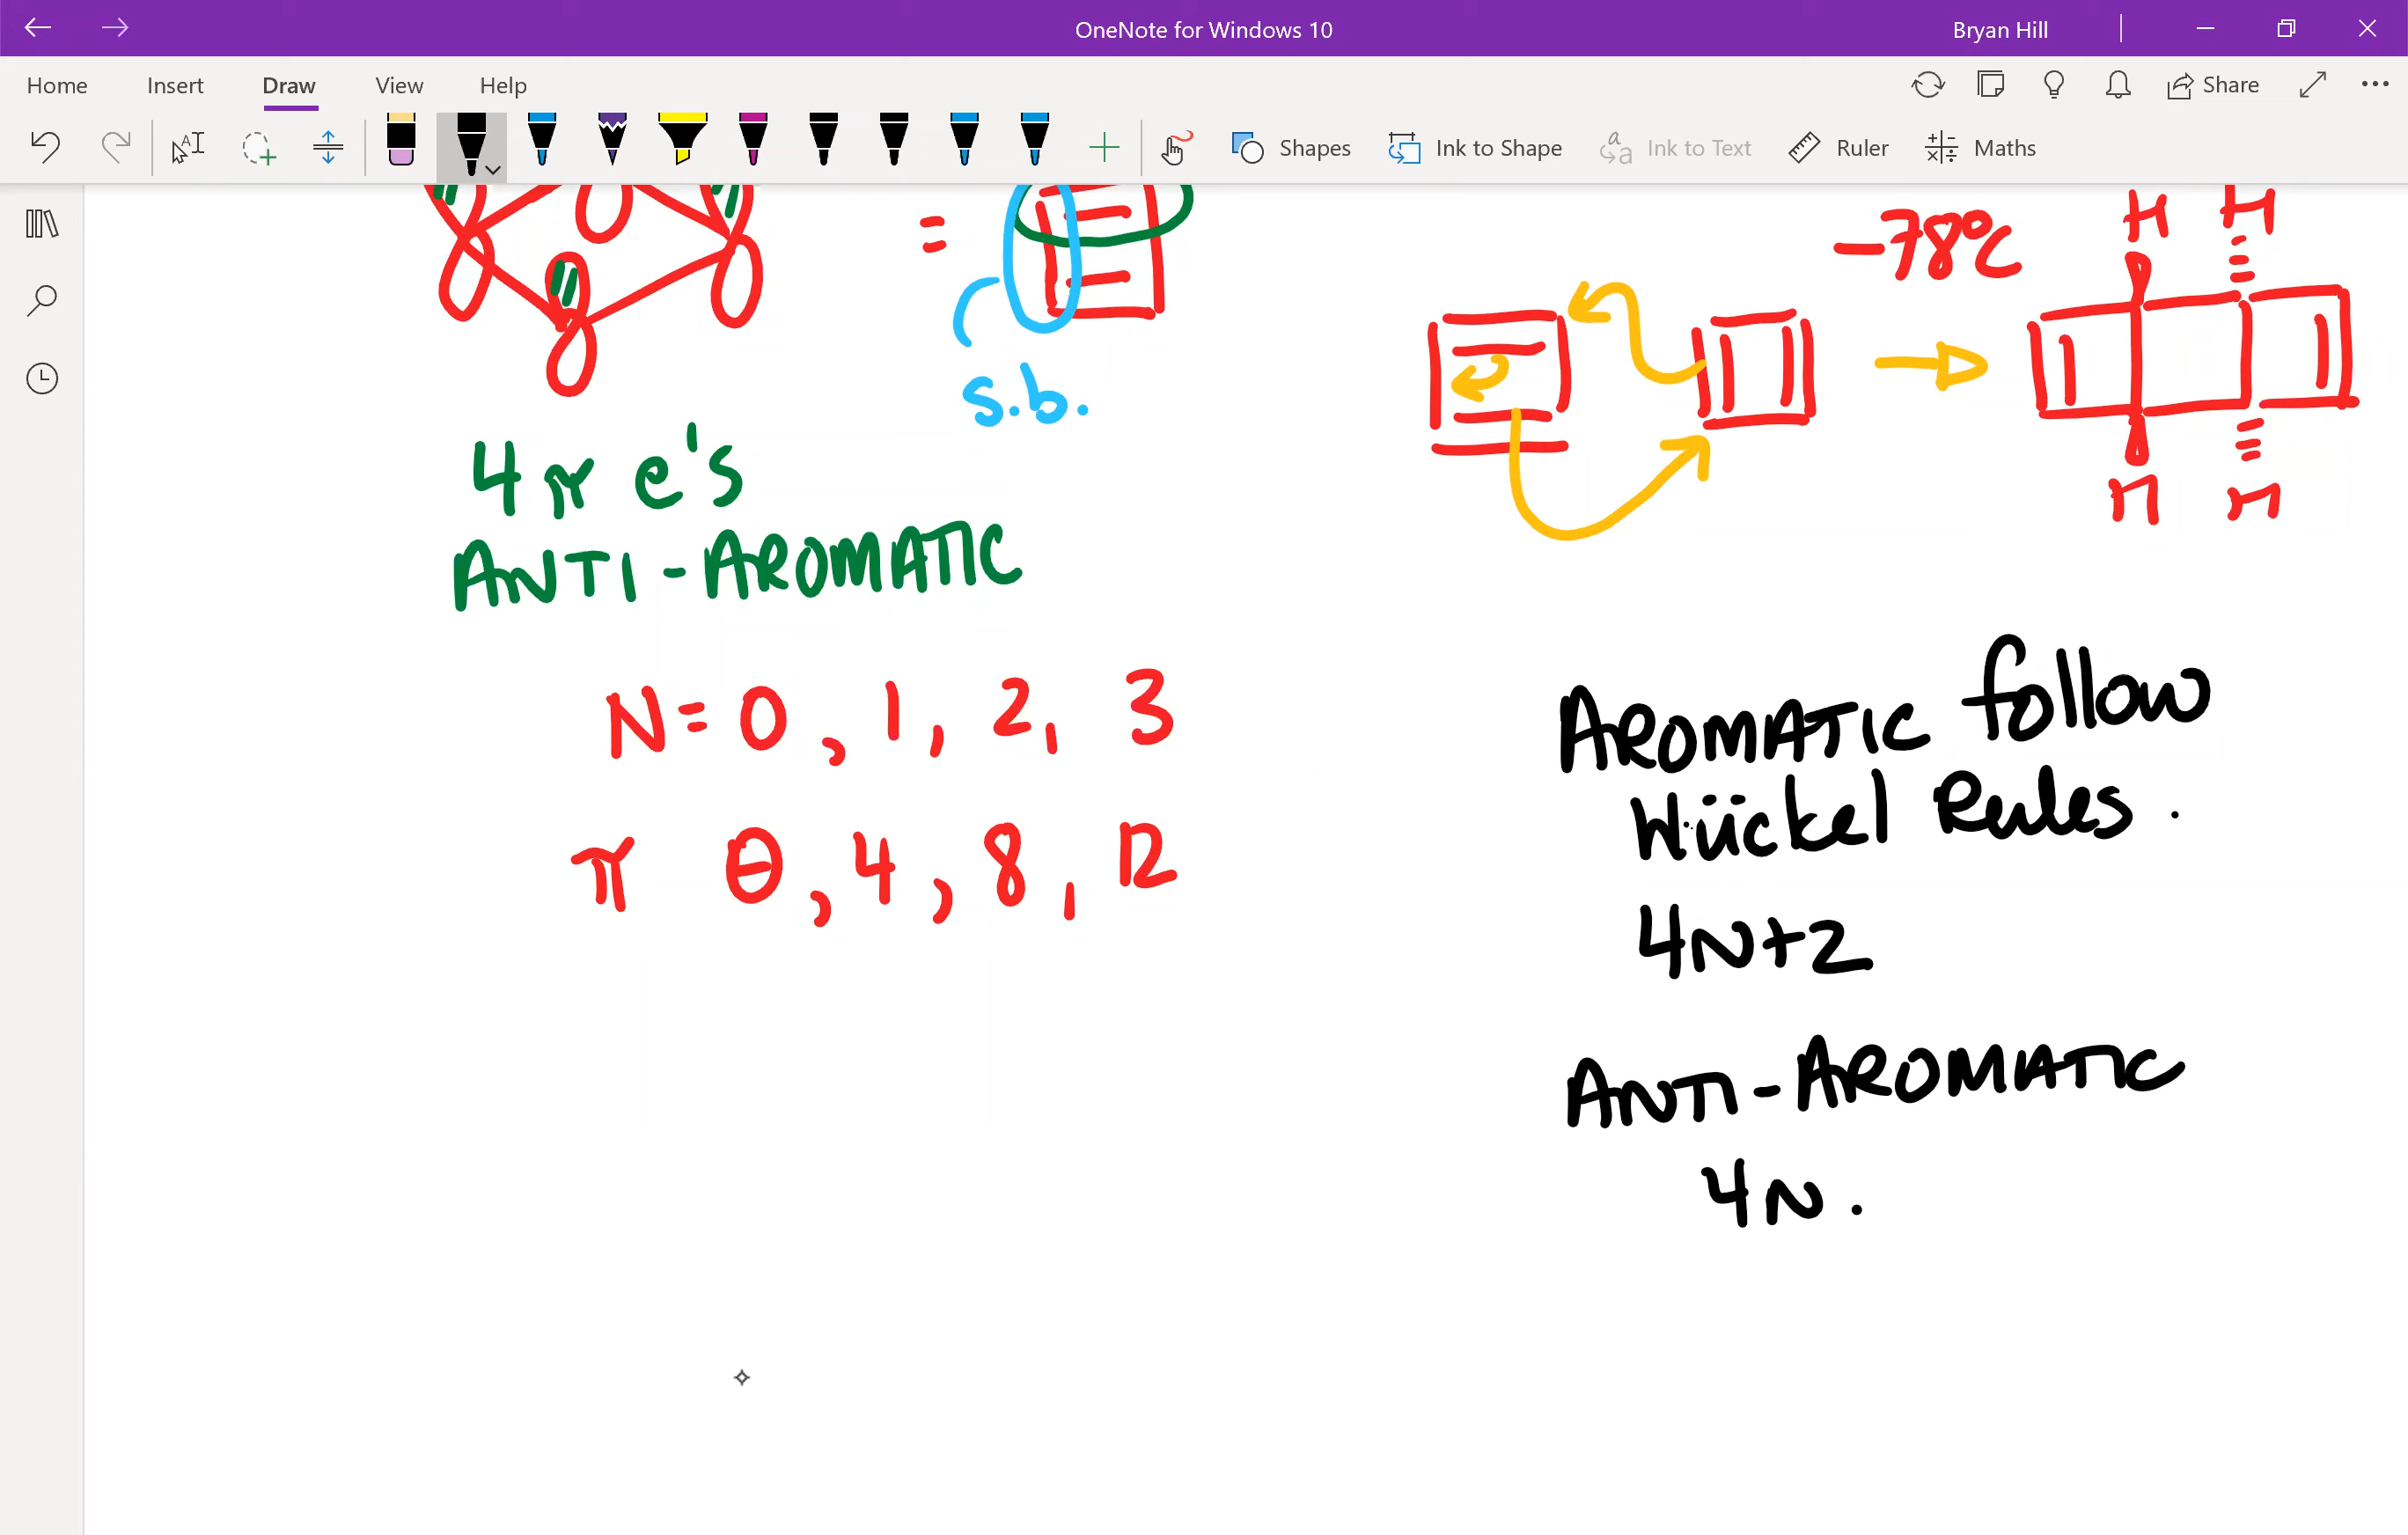 OneNote for Windows 10
Bryan Hill
Home Insert Draw View Help
Share
Shapes Ink to Shape Ink to Text Ruler Maths
=
-78°C
H H
s.b.
4 π e's
H H
ANTI-AROMATIC
N = 0, 1, 2, 3
π 0, 4, 8, 12
AROMATIC follow
Hückel Rules.
4N+2
ANTI-AROMATIC
4N.